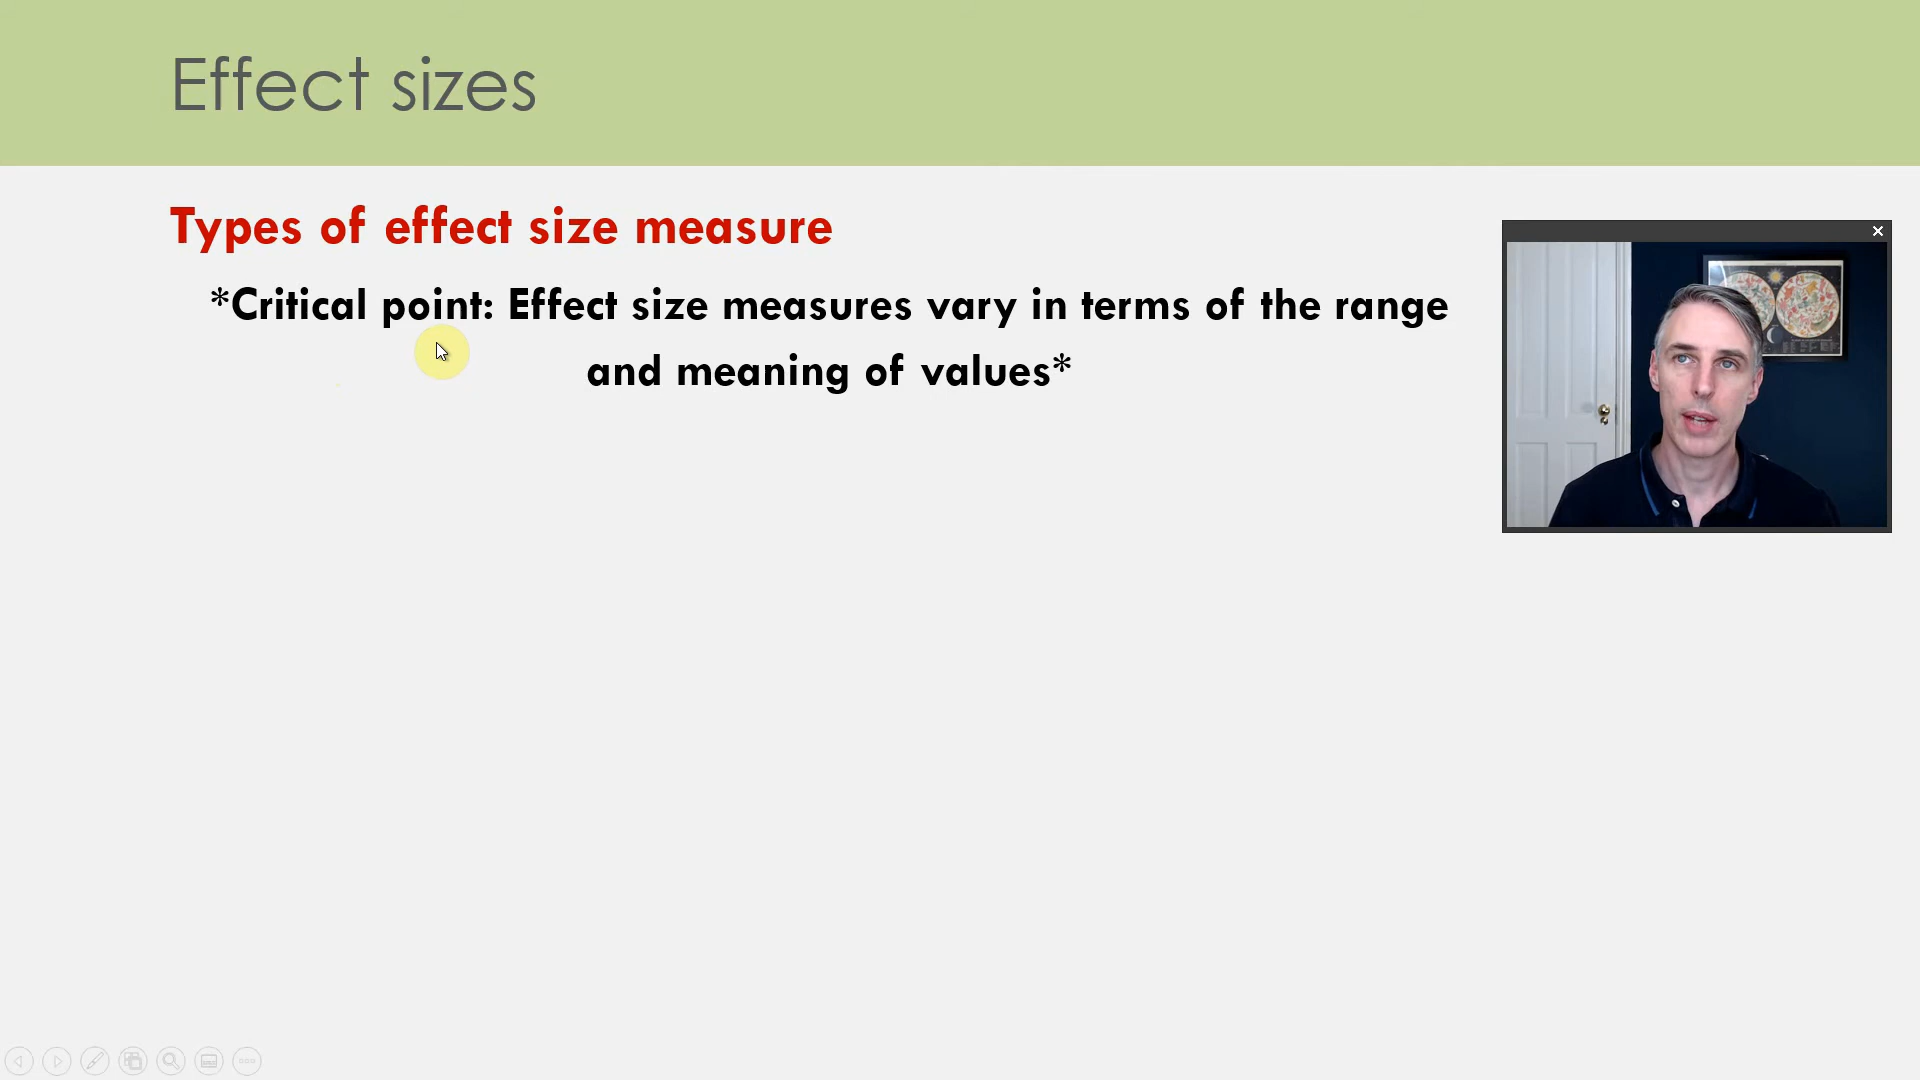 Effect sizes
Types of effect size measure
*Critical point: Effect size measures vary in terms of the range
and meaning of values*